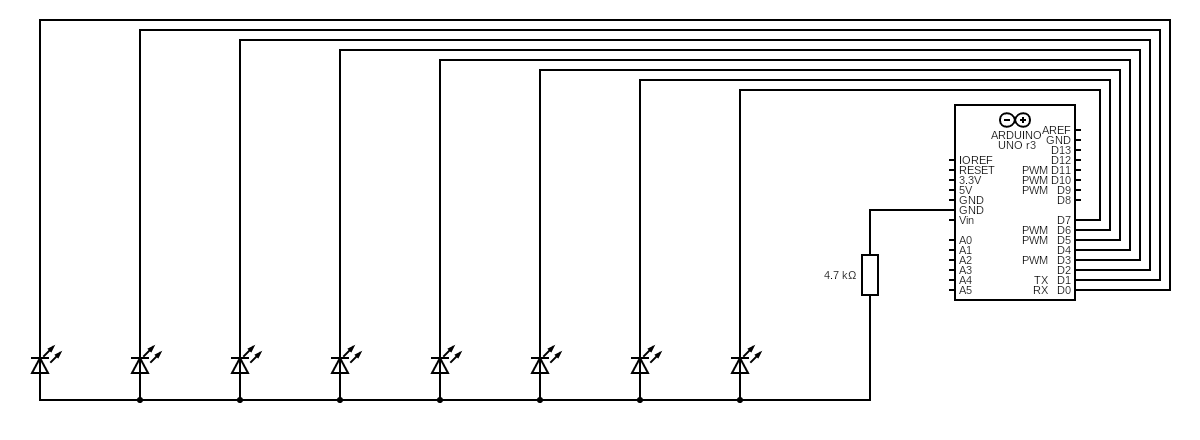 AREF
ARDUINO
GND
UNO r3
D13
IOREF
D12
RESET
PWM D11
3.3V
PWM D10
5V
PWM D9
GND
D8
GND
Vin
D7
PWM D6
A0
PWM D5
A1
D4
A2
PWM D3
A3
D2
4.7 kΩ
A4
TX D1
A5
RX D0